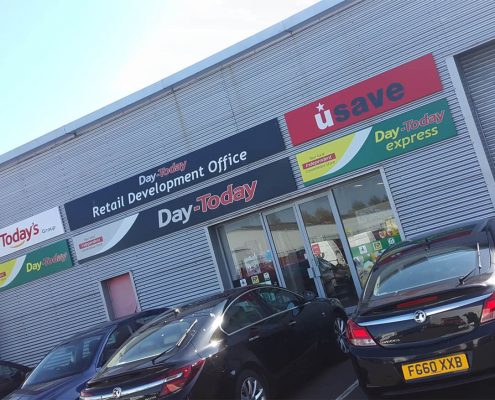 usave
Day-Today
express
Day-Today
Retail Development Office
Day-Today
Today's
Group
Day-Today
FG60 XXB